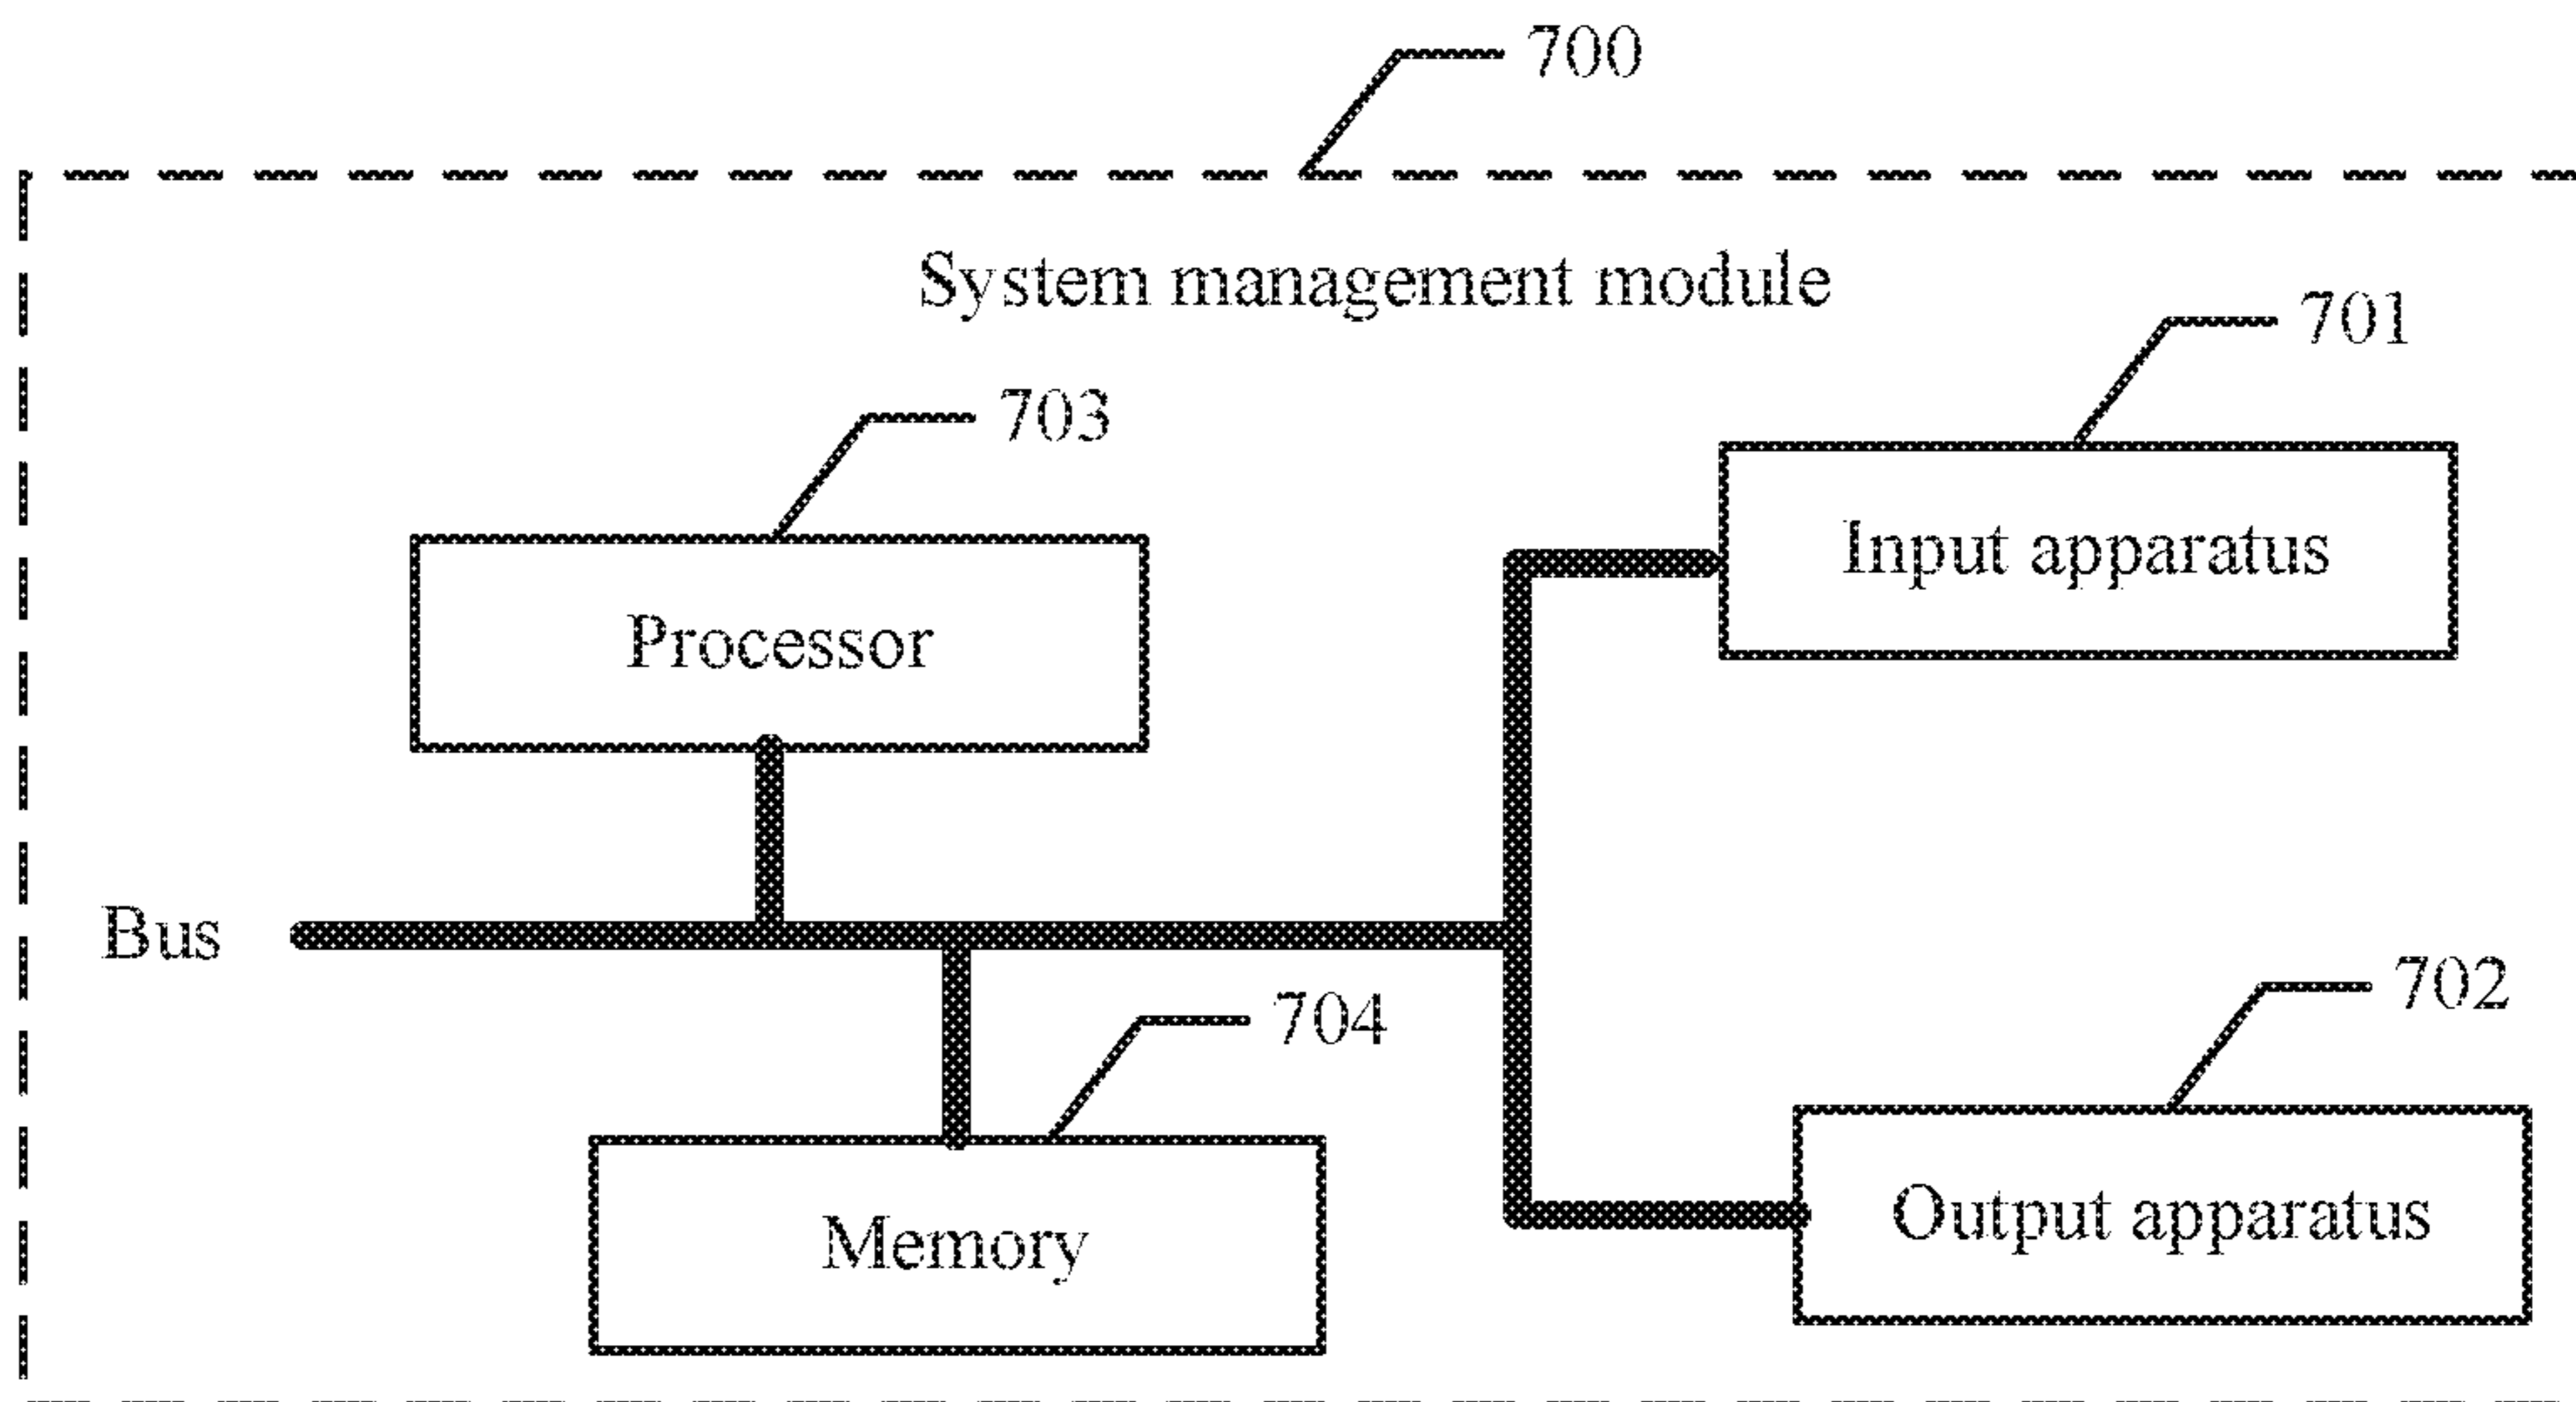 700
System management module
701
703
Input apparatus
Processor
Bus
702
704
Output apparatus
Memory